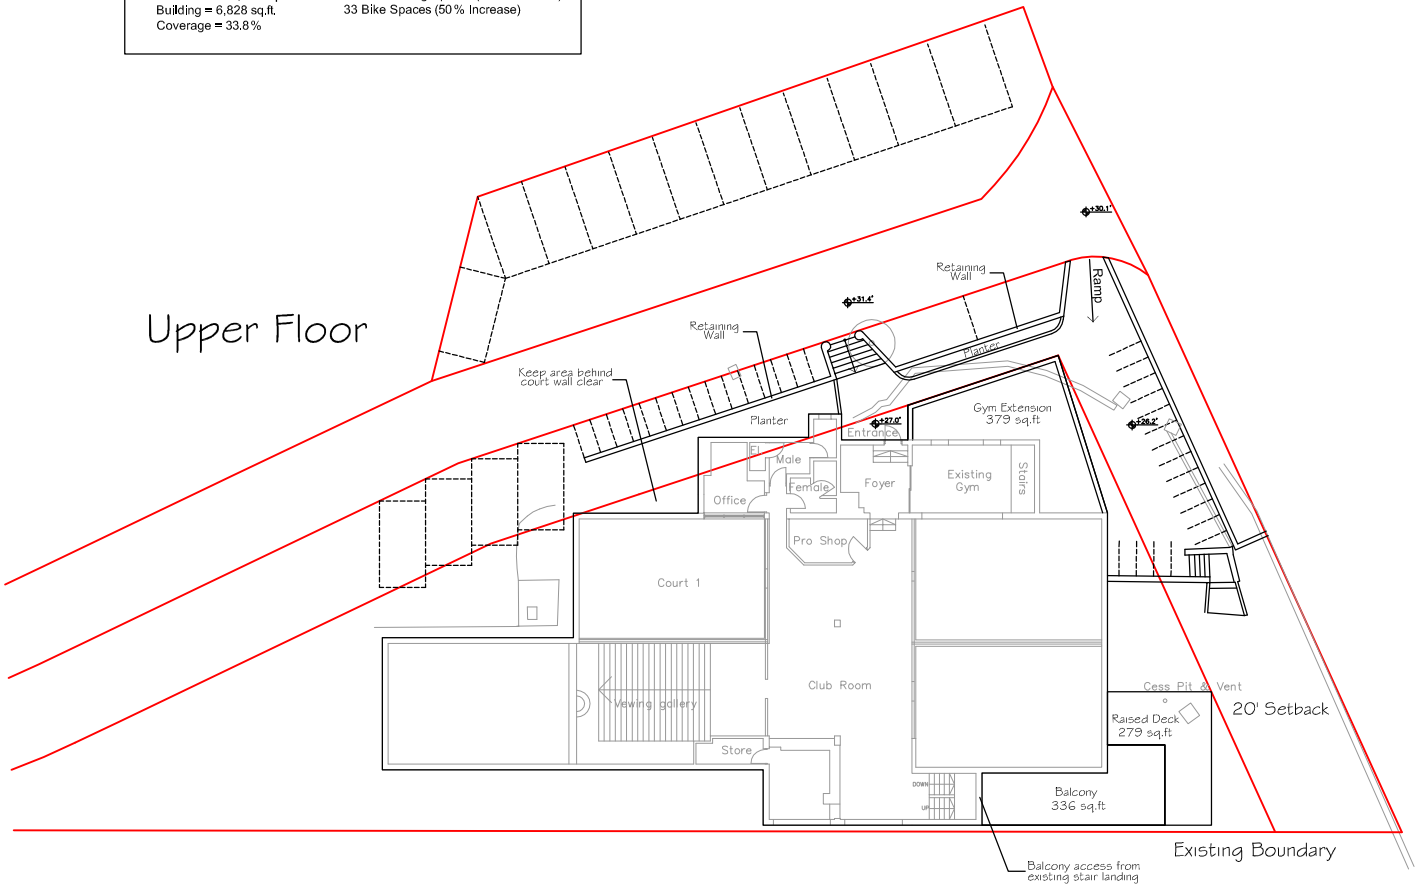 Building = 6,828 sq.ft.
Coverage = 33.8%
33 Bike Spaces (50% Increase)
Upper Floor
+30.1'
Retaining
Wall
Ramp
+31.4'
Retaining
Wall
Planter
Keep area behind
court wall clear
Gym Extension
379 sq.ft
Planter
+27.0'
+26.2'
Entrance
El.
Male
Existing
Gym
Stairs
Foyer
Female
Office
Pro Shop
Court 1
Club Room
Cess Pit & Vent
Vewing gallery
20' Setback
Raised Deck
279 sq.ft
Store
DOWN
UP
Balcony
336 sq.ft
Existing Boundary
Balcony access from
existing stair landing